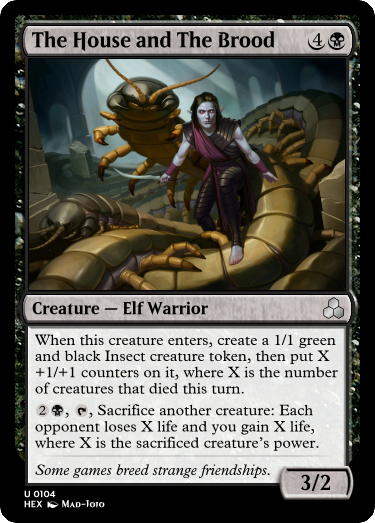 The House and The Brood 4
Creature — Elf Warrior
When this creature enters, create a 1/1 green
and black Insect creature token, then put X
+1/+1 counters on it, where X is the number
of creatures that died this turn.
2 , , Sacrifice another creature: Each
opponent loses X life and you gain X life,
where X is the sacrificed creature's power.
Some games breed strange friendships.
3/2
U 0104
HEX Mad-Joto